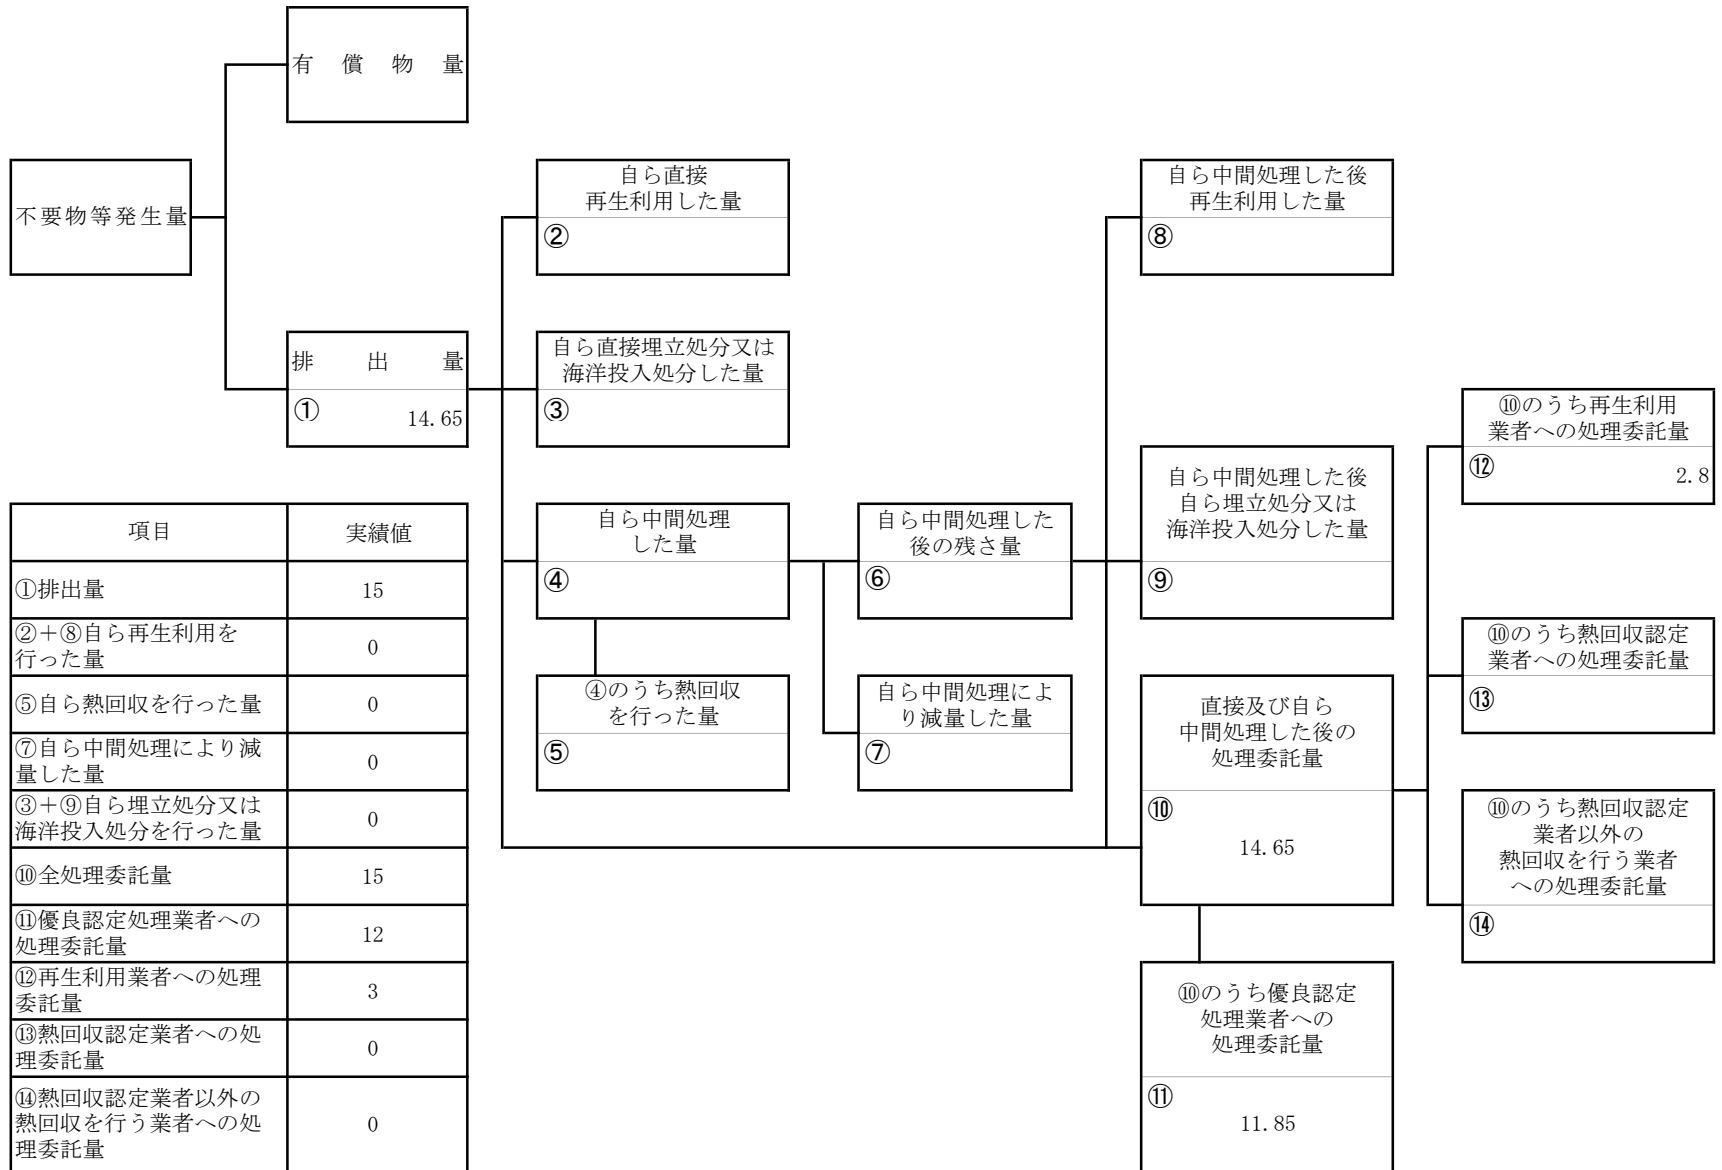 有償物量
不要物等発生量
排出量
①
14.65
自ら直接
再生利用した量
②
自ら直接埋立処分又は
海洋投入処分した量
③
自ら中間処理
した量
④
④のうち熱回収
を行った量
⑤
自ら中間処理した
後の残さ量
⑥
自ら中間処理によ
り減量した量
⑦
自ら中間処理した後
再生利用した量
⑧
自ら中間処理した後
自ら埋立処分又は
海洋投入処分した量
⑨
直接及び自ら
中間処理した後の
処理委託量
⑩
14.65
⑩のうち優良認定
処理業者への
処理委託量
⑪
11.85
⑩のうち再生利用
業者への処理委託量
⑫
2.8
⑩のうち熱回収認定
業者への処理委託量
⑬
⑩のうち熱回収認定
業者以外の
熱回収を行う業者
への処理委託量
⑭
項目 実績値
①排出量 15
②＋⑧自ら再生利用を
行った量 0
⑤自ら熱回収を行った量 0
⑦自ら中間処理により減
量した量 0
③＋⑨自ら埋立処分又は
海洋投入処分を行った量 0
⑩全処理委託量 15
⑪優良認定処理業者への
処理委託量 12
⑫再生利用業者への処理
委託量 3
⑬熱回収認定業者への処
理委託量 0
⑭熱回収認定業者以外の
熱回収を行う業者への処
理委託量 0